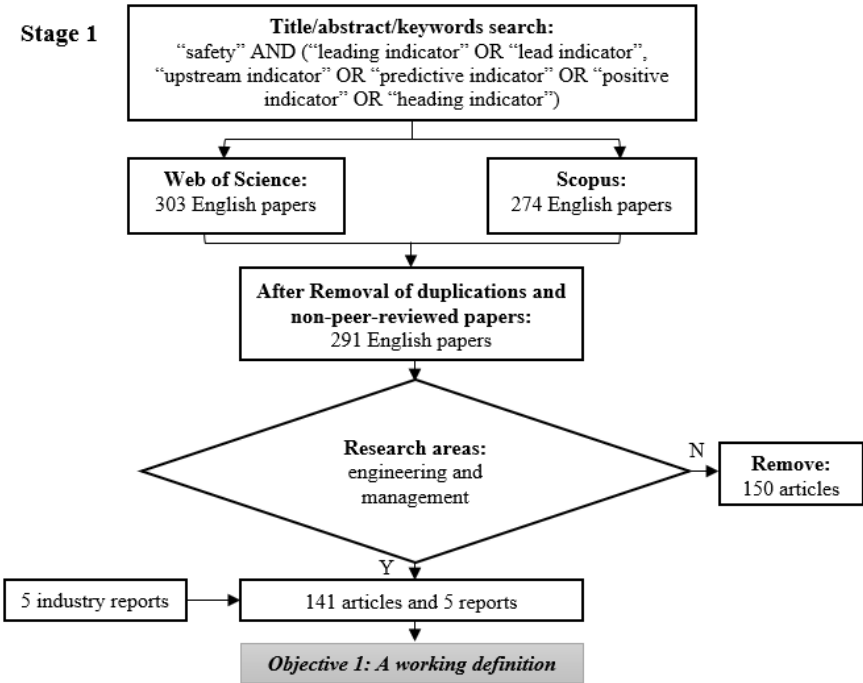 Stage 1
Title/abstract/keywords search:
“safety” AND (“leading indicator” OR “lead indicator”,
“upstream indicator” OR “predictive indicator” OR “positive
indicator” OR “heading indicator”)
Web of Science:
303 English papers
Scopus:
274 English papers
After Removal of duplications and
non-peer-reviewed papers:
291 English papers
Research areas:
engineering and
management
N
Remove:
150 articles
Y
5 industry reports
141 articles and 5 reports
Objective 1: A working definition